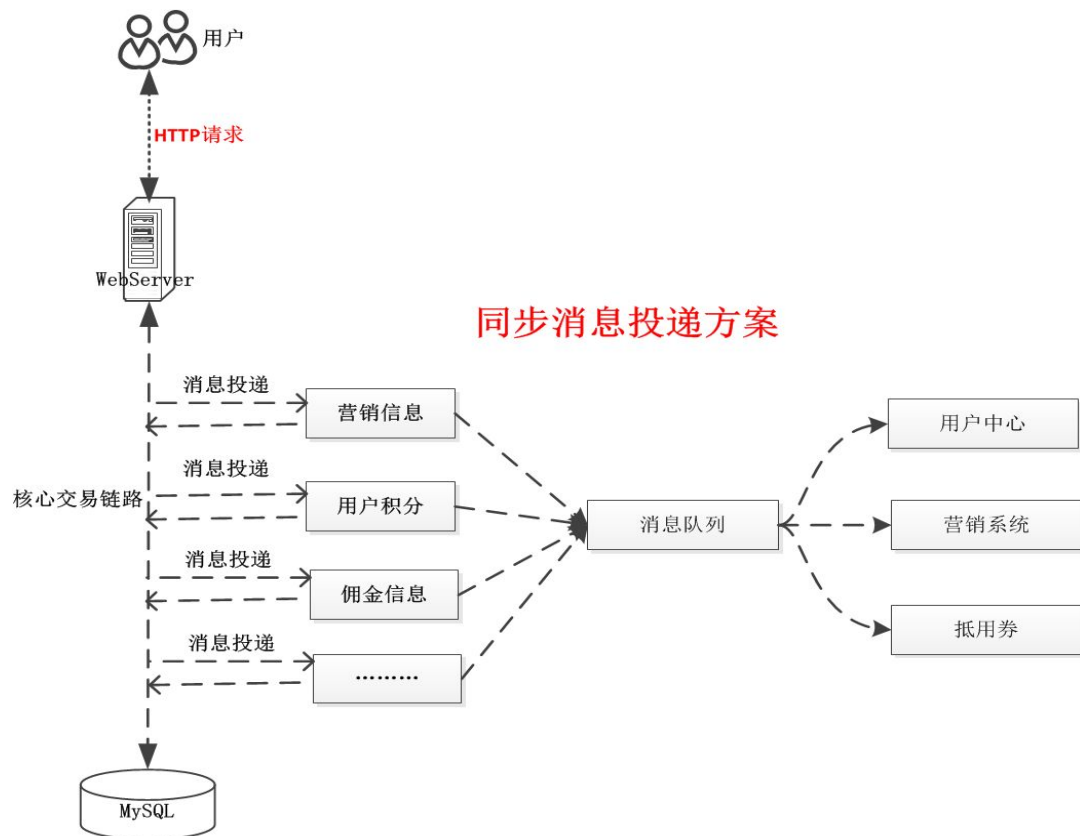 用户
HTTP请求
WebServer
同步消息投递方案
消息投递
营销信息
用户中心
消息投递
核心交易链路
用户积分
消息队列
营销系统
消息投递
佣金信息
抵用券
消息投递
………
MySQL